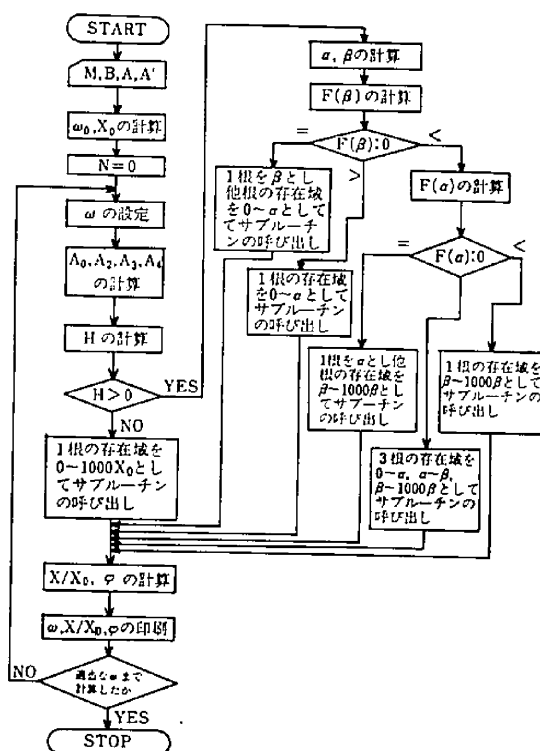 START
M,B,A,A'
ω₀,X₀の計算
N=0
ωの設定
A₀,A₂,A₃,A₄
の計算
Hの計算
H>0
YES
NO
1根の存在域を
0~1000X₀とし
てサブルーチン
の呼び出し
X/X₀, φの計算
ω,X/X₀,φの印刷
適当なωまで
計算したか
NO
YES
STOP
α, βの計算
F(β)の計算
F(β):0
=
>
<
1根をβとし
他根の存在域
を0~αとして
てサブルーチ
ンの呼び出し
1根の存在域
を0~αとして
サブルーチン
の呼び出し
F(α)の計算
F(α):0
=
<
1根をαとし他
根の存在域を
β~1000βとし
てサブーチン
の呼び出し
3根の存在域を
0~α, α~β,
β~1000βとして
サブルーチンの
呼び出し
1根の存在域を
β~1000βとして
サブルーチンの
呼び出し